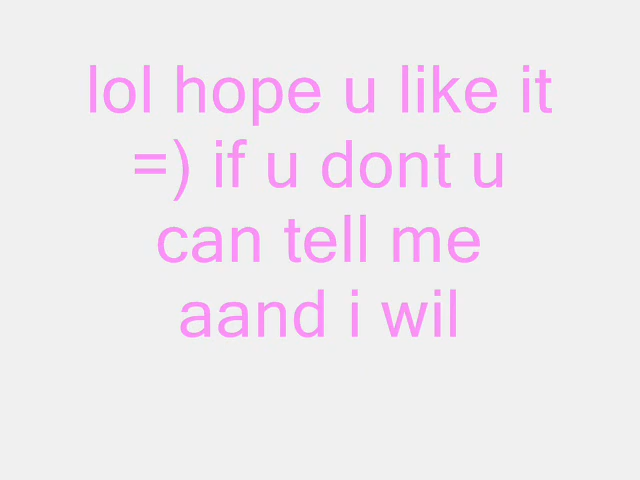 lol hope u like it
=) if u dont u
can tell me
aand i wil